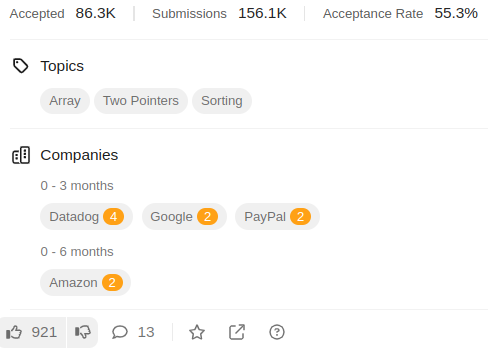 Accepted 86.3K Submissions 156.1K Acceptance Rate 55.3%
Topics
Array Two Pointers Sorting
Companies
0 - 3 months
Datadog 4 Google 2 PayPal 2
0 - 6 months
Amazon 2
921 13